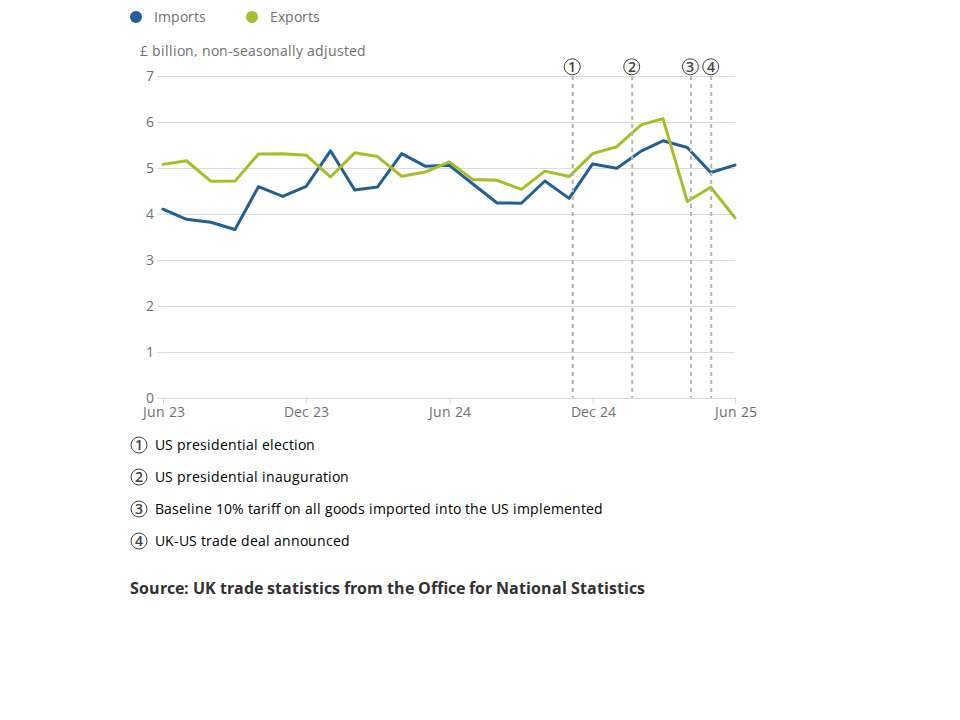 Imports Exports
£ billion, non-seasonally adjusted
① ② ③ ④
7
6
5
4
3
2
1
0
Jun 23 Dec 23 Jun 24 Dec 24 Jun 25
① US presidential election
② US presidential inauguration
③ Baseline 10% tariff on all goods imported into the US implemented
④ UK-US trade deal announced
Source: UK trade statistics from the Office for National Statistics